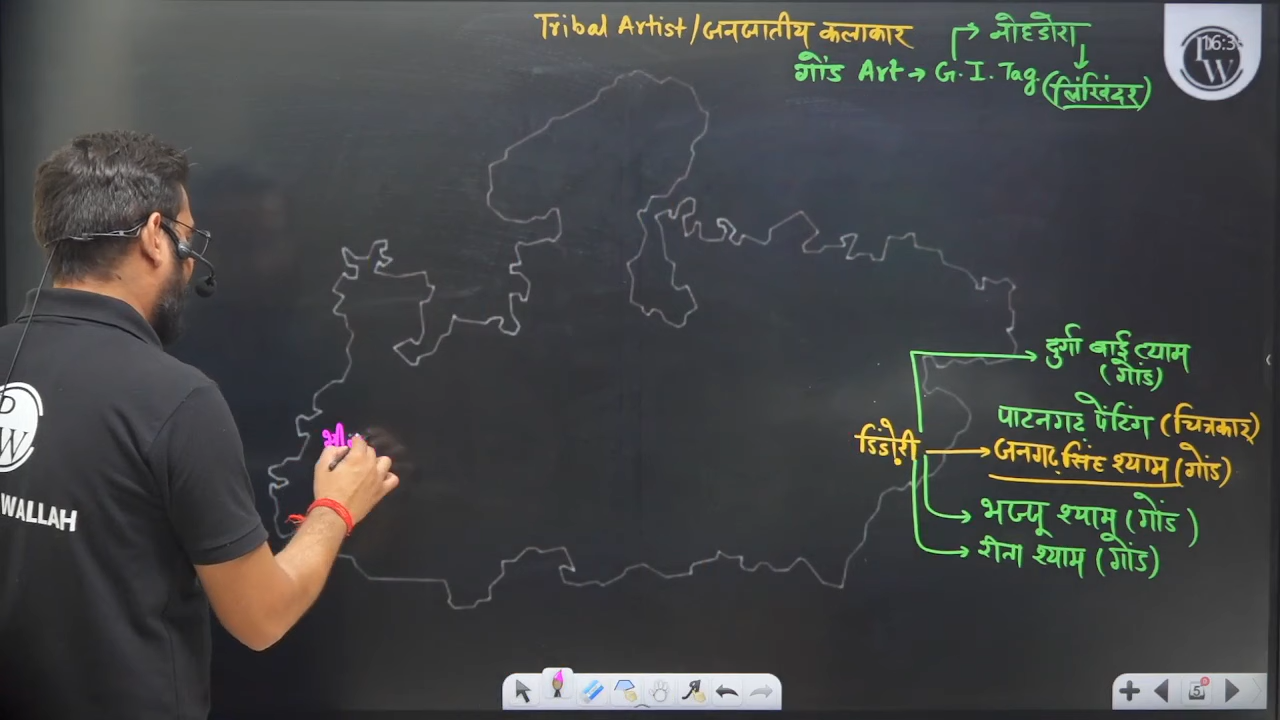 Tribal Artist/जनजातीय कलाकार
गोंड Art → G.I.Tag → नोहडोरा
(लिंखिंदर)
दुर्गा बाई व्याम
(गोंड)
पाटनगढ़ पेंटिंग (चित्रकार)
डिंडोरी → जनगढ़ सिंह श्याम (गोंड)
भज्जू श्याम (गोंड)
रीना श्याम (गोंड)
भी
WALLAH